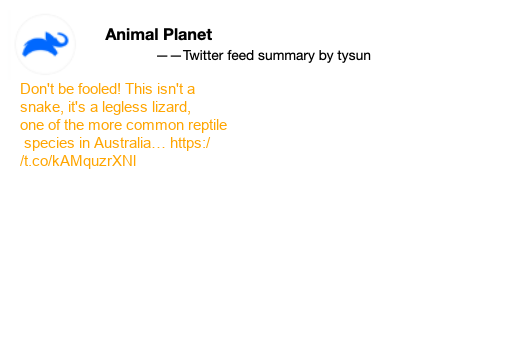 Animal Planet
——Twitter feed summary by tysun
Don't be fooled! This isn't a
snake, it's a legless lizard,
one of the more common reptile
species in Australia… https:/
/t.co/kAMquzrXNl